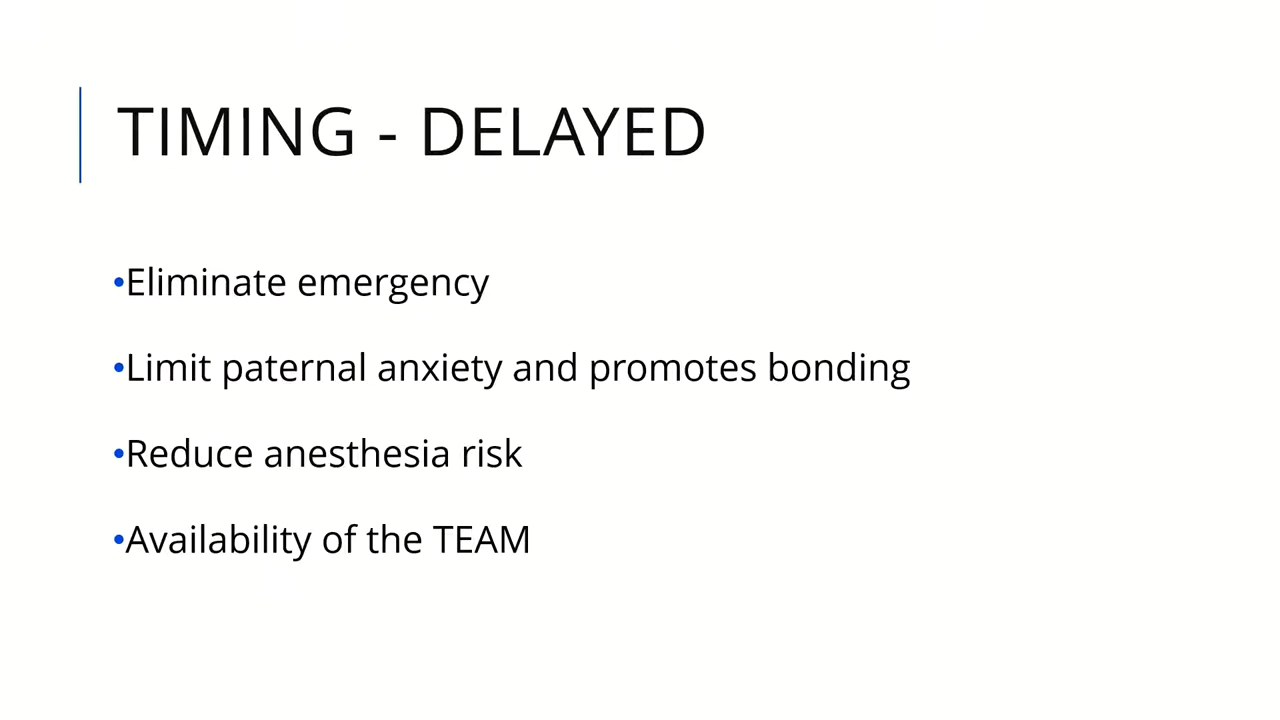 TIMING - DELAYED
•Eliminate emergency
•Limit paternal anxiety and promotes bonding
•Reduce anesthesia risk
•Availability of the TEAM